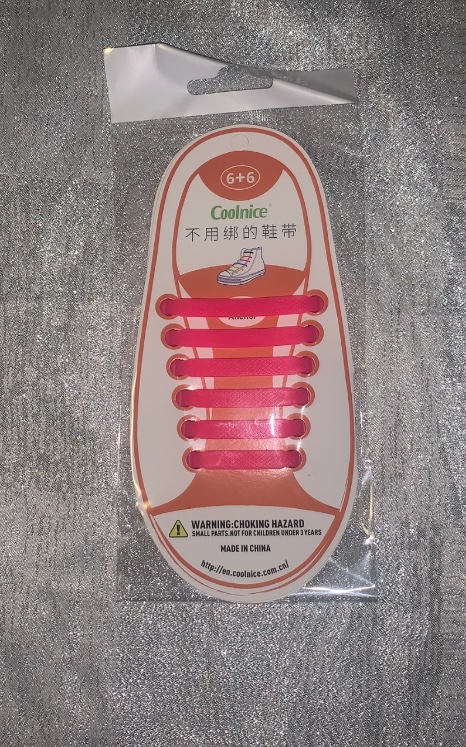 6+6
Coolnice®
不用绑的鞋带
WARNING:CHOKING HAZARD
SMALL PARTS.NOT FOR CHILDREN UNDER 3 YEARS
MADE IN CHINA
http://en.coolnice.com.cn/